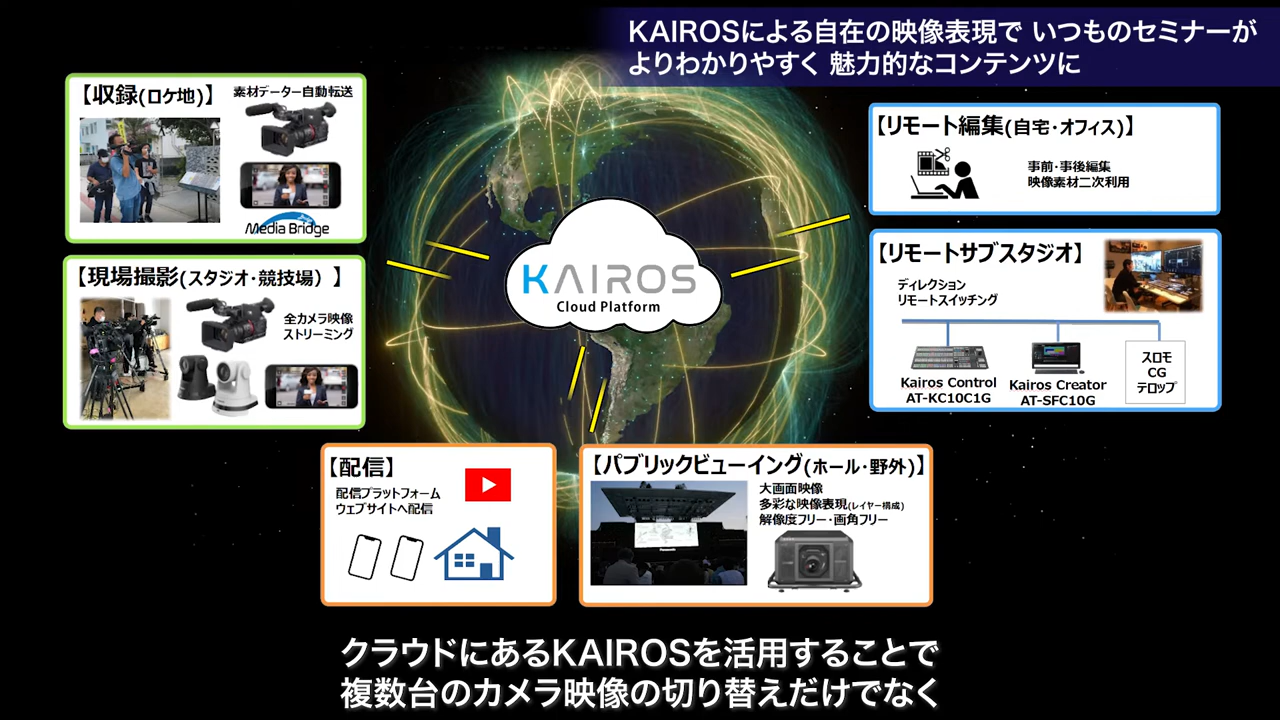 KAIROSによる自在の映像表現で いつものセミナーが
よりわかりやすく 魅力的なコンテンツに
【収録(ロケ地)】
素材データー自動転送
Media Bridge
【現場撮影(スタジオ・競技場）】
全カメラ映像
ストリーミング
KAIROS
Cloud Platform
【リモート編集(自宅・オフィス)】
事前・事後編集
映像素材二次利用
【リモートサブスタジオ】
ディレクション
リモートスイッチング
Kairos Control
AT-KC10C1G
Kairos Creator
AT-SFC10G
スロモ
CG
テロップ
【配信】
配信プラットフォーム
ウェブサイトへ配信
【パブリックビューイング(ホール・野外)】
大画面映像
多彩な映像表現(レイヤー構成)
解像度フリー・画角フリー
Panasonic
クラウドにあるKAIROSを活用することで
複数台のカメラ映像の切り替えだけでなく